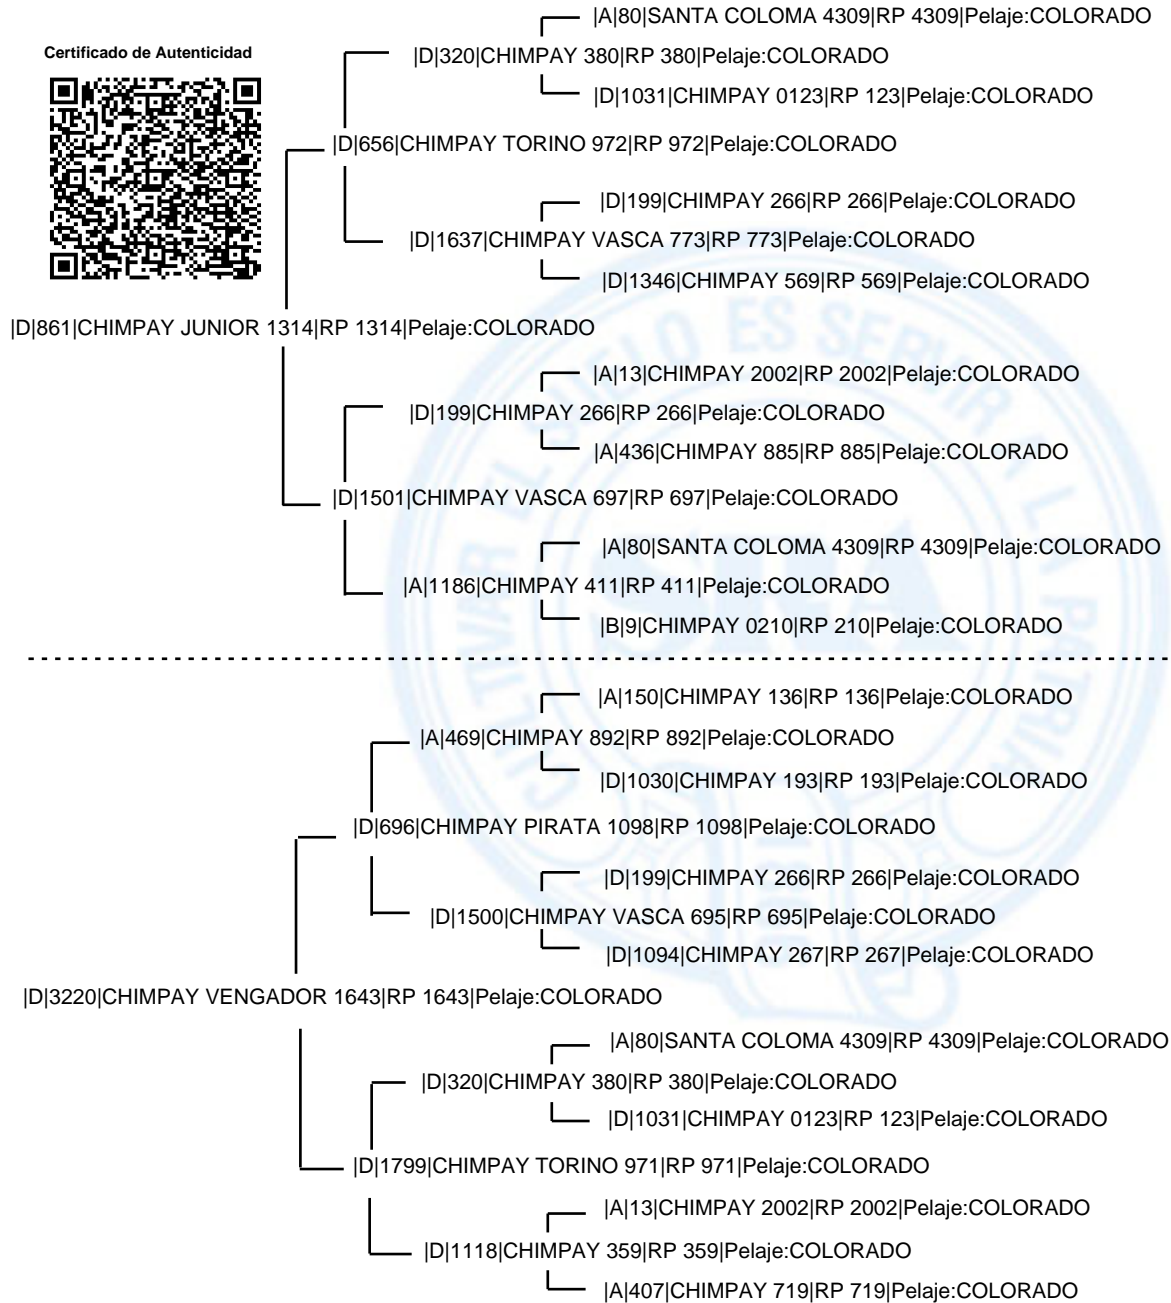 |A|80|SANTA COLOMA 4309|RP 4309|Pelaje:COLORADO
Certificado de Autenticidad
|D|320|CHIMPAY 380|RP 380|Pelaje:COLORADO
|D|1031|CHIMPAY 0123|RP 123|Pelaje:COLORADO
|D|656|CHIMPAY TORINO 972|RP 972|Pelaje:COLORADO
|D|199|CHIMPAY 266|RP 266|Pelaje:COLORADO
|D|1637|CHIMPAY VASCA 773|RP 773|Pelaje:COLORADO
|D|1346|CHIMPAY 569|RP 569|Pelaje:COLORADO
|D|861|CHIMPAY JUNIOR 1314|RP 1314|Pelaje:COLORADO
|A|13|CHIMPAY 2002|RP 2002|Pelaje:COLORADO
|D|199|CHIMPAY 266|RP 266|Pelaje:COLORADO
|A|436|CHIMPAY 885|RP 885|Pelaje:COLORADO
|D|1501|CHIMPAY VASCA 697|RP 697|Pelaje:COLORADO
|A|80|SANTA COLOMA 4309|RP 4309|Pelaje:COLORADO
|A|1186|CHIMPAY 411|RP 411|Pelaje:COLORADO
|B|9|CHIMPAY 0210|RP 210|Pelaje:COLORADO
|A|150|CHIMPAY 136|RP 136|Pelaje:COLORADO
|A|469|CHIMPAY 892|RP 892|Pelaje:COLORADO
|D|1030|CHIMPAY 193|RP 193|Pelaje:COLORADO
|D|696|CHIMPAY PIRATA 1098|RP 1098|Pelaje:COLORADO
|D|199|CHIMPAY 266|RP 266|Pelaje:COLORADO
|D|1500|CHIMPAY VASCA 695|RP 695|Pelaje:COLORADO
|D|1094|CHIMPAY 267|RP 267|Pelaje:COLORADO
|D|3220|CHIMPAY VENGADOR 1643|RP 1643|Pelaje:COLORADO
|A|80|SANTA COLOMA 4309|RP 4309|Pelaje:COLORADO
|D|320|CHIMPAY 380|RP 380|Pelaje:COLORADO
|D|1031|CHIMPAY 0123|RP 123|Pelaje:COLORADO
|D|1799|CHIMPAY TORINO 971|RP 971|Pelaje:COLORADO
|A|13|CHIMPAY 2002|RP 2002|Pelaje:COLORADO
|D|1118|CHIMPAY 359|RP 359|Pelaje:COLORADO
|A|407|CHIMPAY 719|RP 719|Pelaje:COLORADO
CULTIVAR EL SUELO ES SERVIR A LA PATRIA